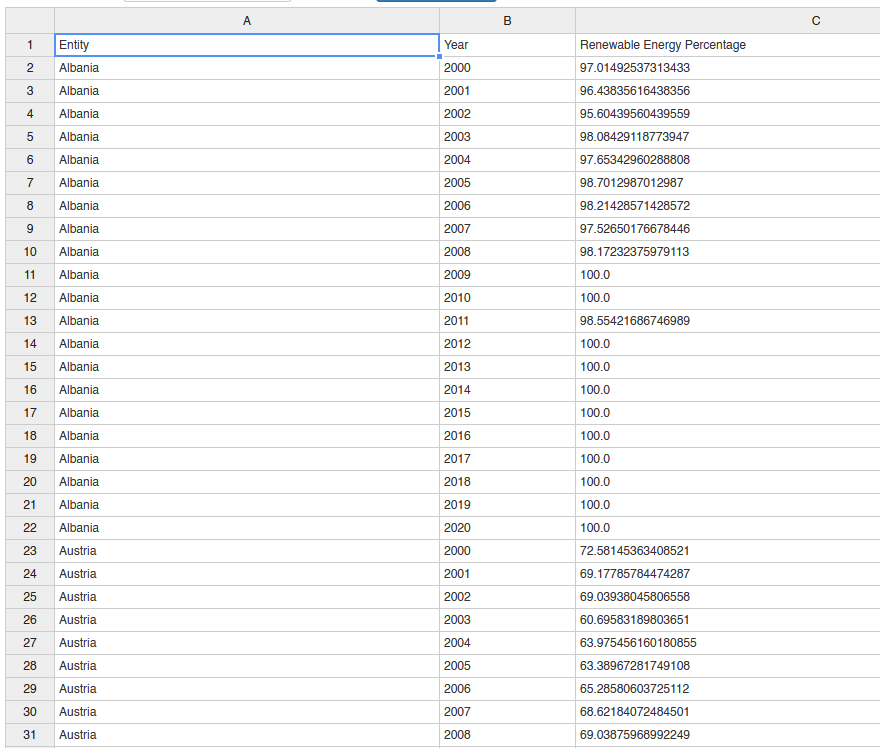 A B C
1 Entity Year Renewable Energy Percentage
2 Albania 2000 97.01492537313433
3 Albania 2001 96.43835616438356
4 Albania 2002 95.60439560439559
5 Albania 2003 98.08429118773947
6 Albania 2004 97.65342960288808
7 Albania 2005 98.7012987012987
8 Albania 2006 98.21428571428572
9 Albania 2007 97.52650176678446
10 Albania 2008 98.17232375979113
11 Albania 2009 100.0
12 Albania 2010 100.0
13 Albania 2011 98.55421686746989
14 Albania 2012 100.0
15 Albania 2013 100.0
16 Albania 2014 100.0
17 Albania 2015 100.0
18 Albania 2016 100.0
19 Albania 2017 100.0
20 Albania 2018 100.0
21 Albania 2019 100.0
22 Albania 2020 100.0
23 Austria 2000 72.58145363408521
24 Austria 2001 69.17785784474287
25 Austria 2002 69.03938045806558
26 Austria 2003 60.69583189803651
27 Austria 2004 63.975456160180855
28 Austria 2005 63.38967281749108
29 Austria 2006 65.28580603725112
30 Austria 2007 68.62184072484501
31 Austria 2008 69.03875968992249